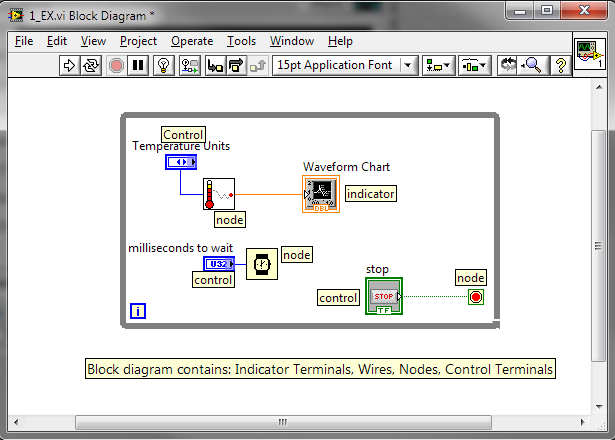 1_EX.vi Block Diagram *
File Edit View Project Operate Tools Window Help
15pt Application Font
?
1
Control
Temperature Units
Waveform Chart
DBL
indicator
node
milliseconds to wait
U32
node
control
stop
node
control
STOP
TF
i
Block diagram contains: Indicator Terminals, Wires, Nodes, Control Terminals